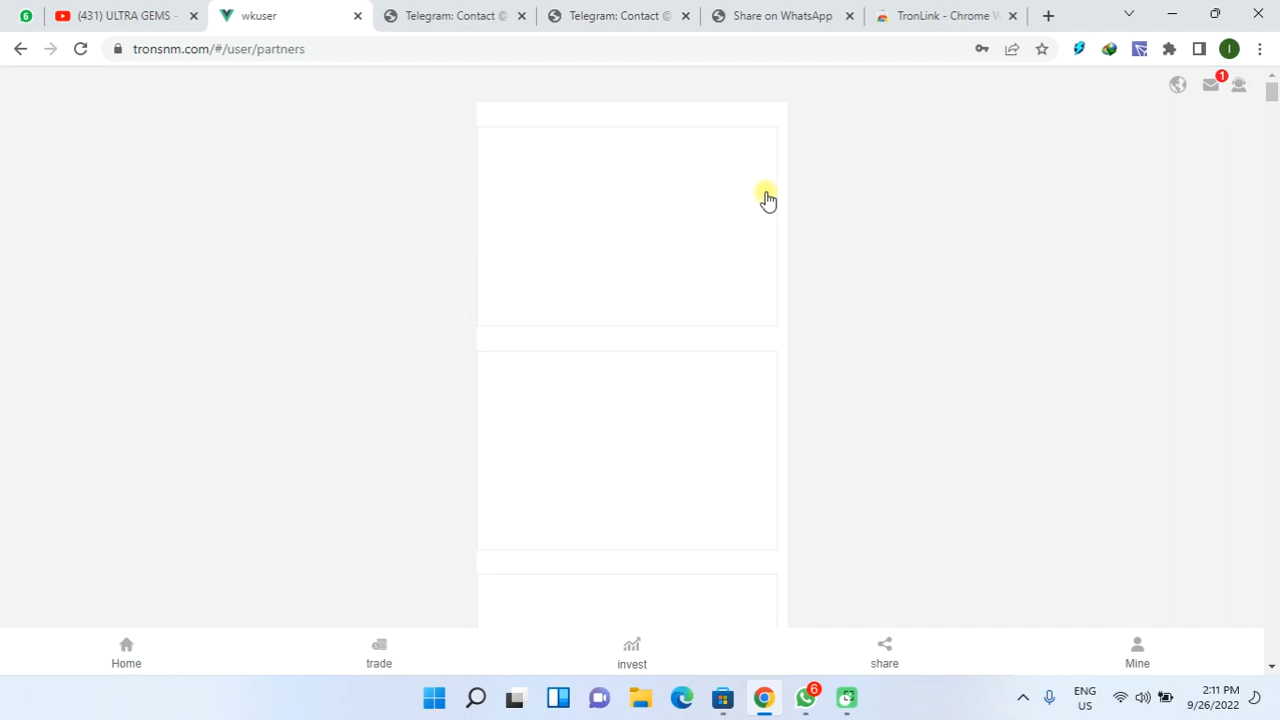 6
(431) ULTRA GEMS -
wkuser
Telegram: Contact @
Telegram: Contact @
Share on WhatsApp
TronLink - Chrome W
tronsnm.com/#/user/partners
I
1
Home
trade
invest
share
Mine
6
ENG
US
2:11 PM
9/26/2022